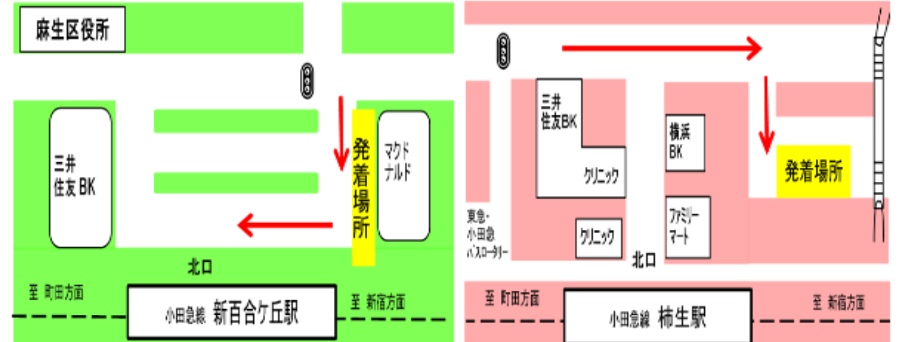 麻生区役所
三井
住友 BK
発着場所
マクド
ナルド
北口
至 町田方面
小田急線 新百合ケ丘駅
至 新宿方面
三井
住友BK
クリニック
横浜
BK
発着場所
東急・
小田急
バスロータリー
クリニック
ファミリー
マート
北口
至 町田方面
小田急線 柿生駅
至 新宿方面